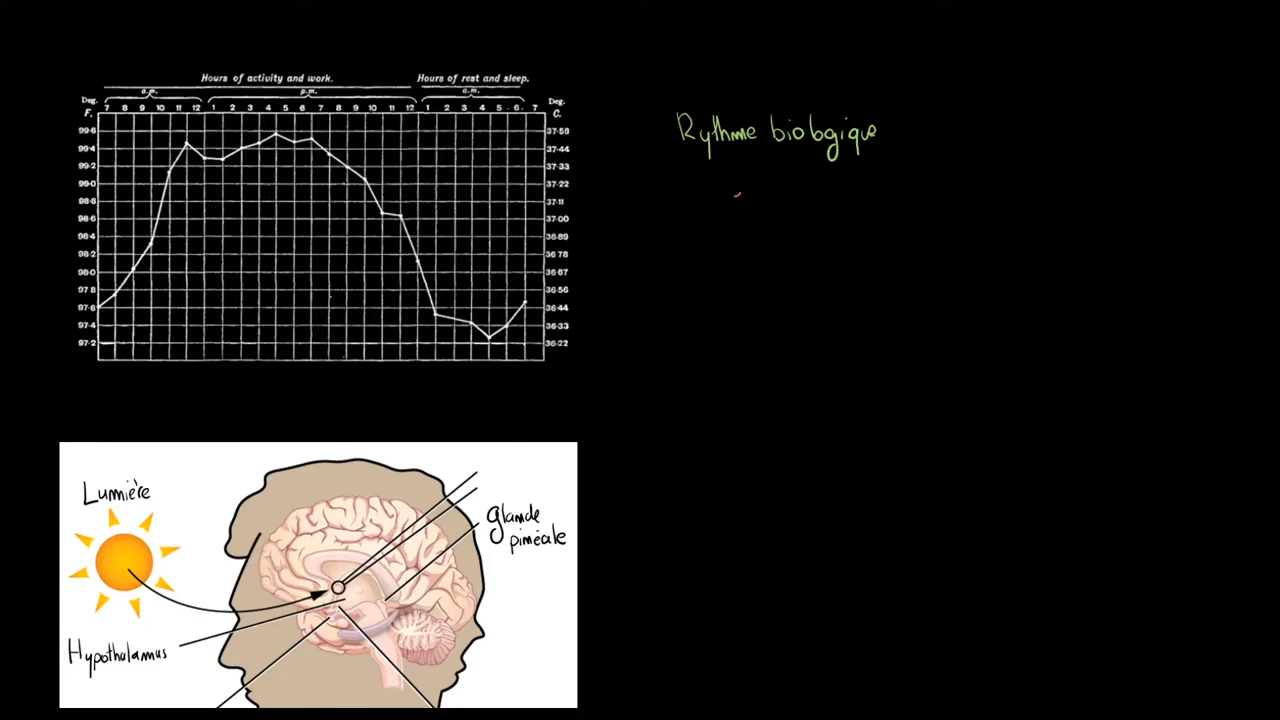 Hours of activity and work. Hours of rest and sleep.
a.m. p.m. a.m.
Deg. 7 8 9 10 11 12 1 2 3 4 5 6 7 8 9 10 11 12 1 2 3 4 5 6 7 Deg.
F. C.
99·6 37·58
99·4 37·44
99·2 37·33
99·0 37·22
98·8 37·11
98·6 37·00
98·4 36·89
98·2 36·78
98·0 36·67
97·8 36·56
97·6 36·44
97·4 36·33
97·2 36·22
Rythme biologique
Lumière
glande
pinéale
Hypothalamus